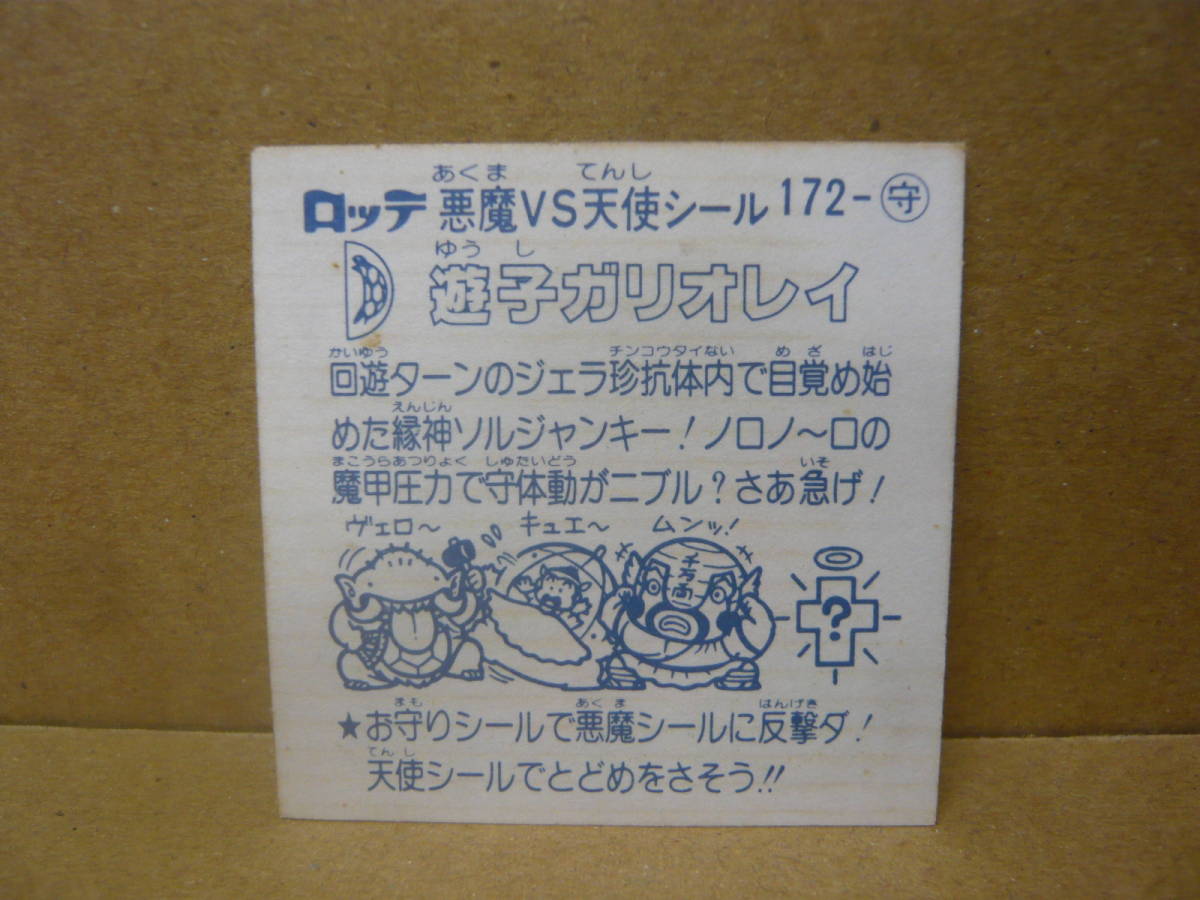 あくま てんし
ロッテ 悪魔VS天使シール 172-守
ゆうし
遊子ガリオレイ
かいゆう チンコウタイない めざ はじ
回遊ターンのジェラ珍抗体内で目覚め始
えんじん
めた縁神ソルジャンキー!ノロノ〜ロの
まこうらあつりょく しゅたいどう いそ
魔甲圧力で守体動がニブル?さあ急げ!
ヴェロ〜 キュエ〜 ムンッ!
千万面
?
まも あくま はんげき
★お守りシールで悪魔シールに反撃ダ!
てんし
天使シールでとどめをさそう!!